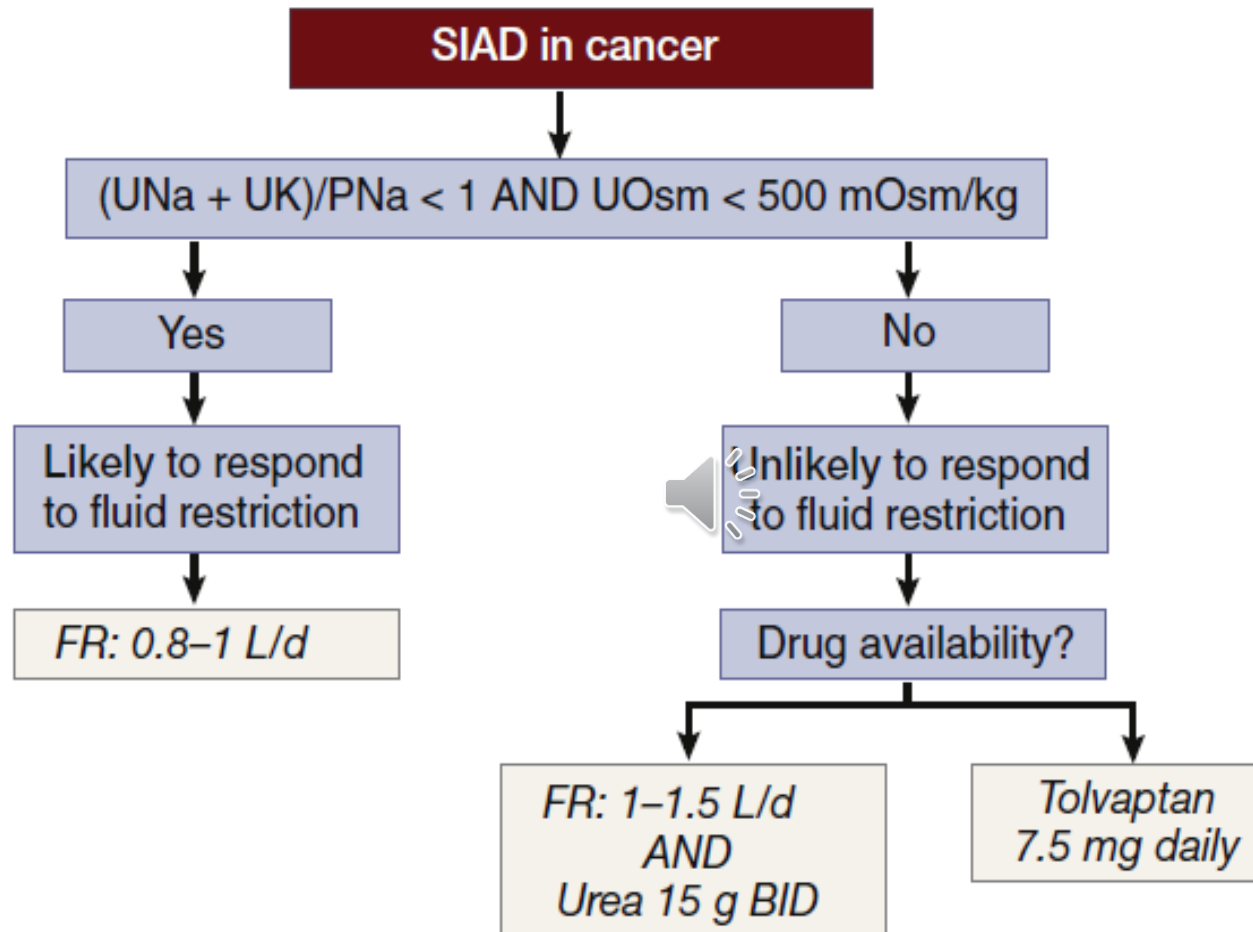 SIAD in cancer
(UNa + UK)/PNa < 1 AND UOsm < 500 mOsm/kg
Yes
No
Likely to respond
to fluid restriction
Unlikely to respond
to fluid restriction
FR: 0.8–1 L/d
Drug availability?
FR: 1–1.5 L/d
AND
Urea 15 g BID
Tolvaptan
7.5 mg daily